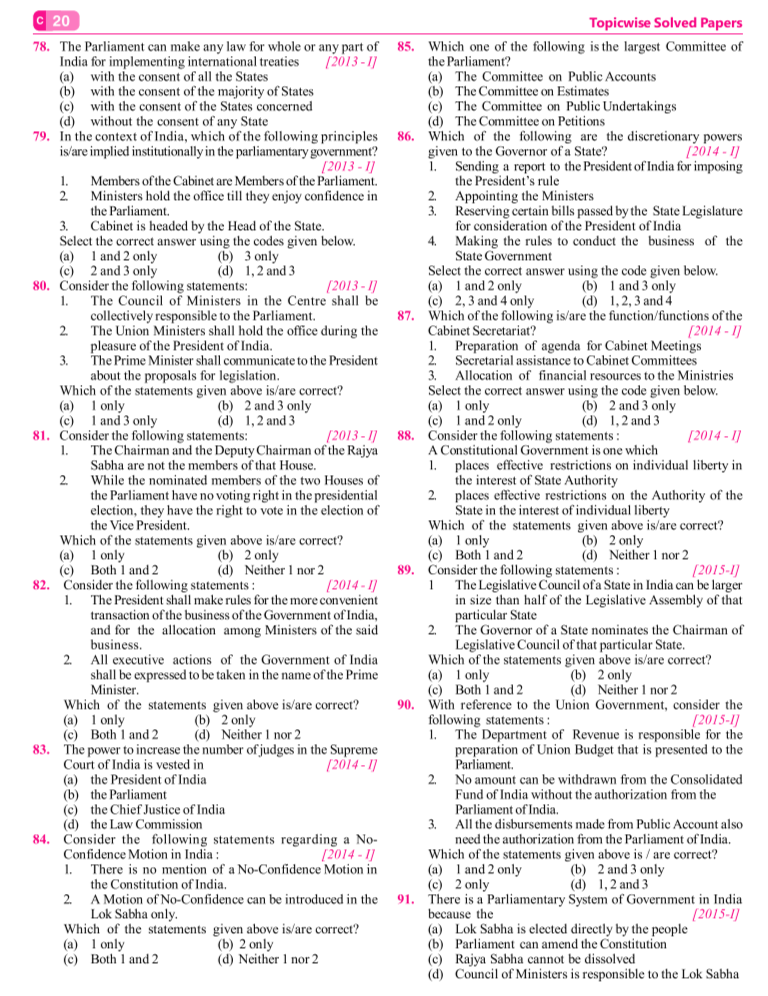 C 20
Topicwise Solved Papers
78. The Parliament can make any law for whole or any part of
India for implementing international treaties [2013 - I]
(a) with the consent of all the States
(b) with the consent of the majority of States
(c) with the consent of the States concerned
(d) without the consent of any State
79. In the context of India, which of the following principles
is/are implied institutionally in the parliamentary government?
[2013 - I]
1. Members of the Cabinet are Members of the Parliament.
2. Ministers hold the office till they enjoy confidence in
the Parliament.
3. Cabinet is headed by the Head of the State.
Select the correct answer using the codes given below.
(a) 1 and 2 only (b) 3 only
(c) 2 and 3 only (d) 1, 2 and 3
80. Consider the following statements: [2013 - I]
1. The Council of Ministers in the Centre shall be
collectively responsible to the Parliament.
2. The Union Ministers shall hold the office during the
pleasure of the President of India.
3. The Prime Minister shall communicate to the President
about the proposals for legislation.
Which of the statements given above is/are correct?
(a) 1 only (b) 2 and 3 only
(c) 1 and 3 only (d) 1, 2 and 3
81. Consider the following statements: [2013 - I]
1. The Chairman and the Deputy Chairman of the Rajya
Sabha are not the members of that House.
2. While the nominated members of the two Houses of
the Parliament have no voting right in the presidential
election, they have the right to vote in the election of
the Vice President.
Which of the statements given above is/are correct?
(a) 1 only (b) 2 only
(c) Both 1 and 2 (d) Neither 1 nor 2
82. Consider the following statements : [2014 - I]
1. The President shall make rules for the more convenient
transaction of the business of the Government of India,
and for the allocation among Ministers of the said
business.
2. All executive actions of the Government of India
shall be expressed to be taken in the name of the Prime
Minister.
Which of the statements given above is/are correct?
(a) 1 only (b) 2 only
(c) Both 1 and 2 (d) Neither 1 nor 2
83. The power to increase the number of judges in the Supreme
Court of India is vested in [2014 - I]
(a) the President of India
(b) the Parliament
(c) the Chief Justice of India
(d) the Law Commission
84. Consider the following statements regarding a No-
Confidence Motion in India : [2014 - I]
1. There is no mention of a No-Confidence Motion in
the Constitution of India.
2. A Motion of No-Confidence can be introduced in the
Lok Sabha only.
Which of the statements given above is/are correct?
(a) 1 only (b) 2 only
(c) Both 1 and 2 (d) Neither 1 nor 2
85. Which one of the following is the largest Committee of
the Parliament?
(a) The Committee on Public Accounts
(b) The Committee on Estimates
(c) The Committee on Public Undertakings
(d) The Committee on Petitions
86. Which of the following are the discretionary powers
given to the Governor of a State? [2014 - I]
1. Sending a report to the President of India for imposing
the President's rule
2. Appointing the Ministers
3. Reserving certain bills passed by the State Legislature
for consideration of the President of India
4. Making the rules to conduct the business of the
State Government
Select the correct answer using the code given below.
(a) 1 and 2 only (b) 1 and 3 only
(c) 2, 3 and 4 only (d) 1, 2, 3 and 4
87. Which of the following is/are the function/functions of the
Cabinet Secretariat? [2014 - I]
1. Preparation of agenda for Cabinet Meetings
2. Secretarial assistance to Cabinet Committees
3. Allocation of financial resources to the Ministries
Select the correct answer using the code given below.
(a) 1 only (b) 2 and 3 only
(c) 1 and 2 only (d) 1, 2 and 3
88. Consider the following statements : [2014 - I]
A Constitutional Government is one which
1. places effective restrictions on individual liberty in
the interest of State Authority
2. places effective restrictions on the Authority of the
State in the interest of individual liberty
Which of the statements given above is/are correct?
(a) 1 only (b) 2 only
(c) Both 1 and 2 (d) Neither 1 nor 2
89. Consider the following statements : [2015-I]
1 The Legislative Council of a State in India can be larger
in size than half of the Legislative Assembly of that
particular State
2. The Governor of a State nominates the Chairman of
Legislative Council of that particular State.
Which of the statements given above is/are correct?
(a) 1 only (b) 2 only
(c) Both 1 and 2 (d) Neither 1 nor 2
90. With reference to the Union Government, consider the
following statements : [2015-I]
1. The Department of Revenue is responsible for the
preparation of Union Budget that is presented to the
Parliament.
2. No amount can be withdrawn from the Consolidated
Fund of India without the authorization from the
Parliament of India.
3. All the disbursements made from Public Account also
need the authorization from the Parliament of India.
Which of the statements given above is / are correct?
(a) 1 and 2 only (b) 2 and 3 only
(c) 2 only (d) 1, 2 and 3
91. There is a Parliamentary System of Government in India
because the [2015-I]
(a) Lok Sabha is elected directly by the people
(b) Parliament can amend the Constitution
(c) Rajya Sabha cannot be dissolved
(d) Council of Ministers is responsible to the Lok Sabha